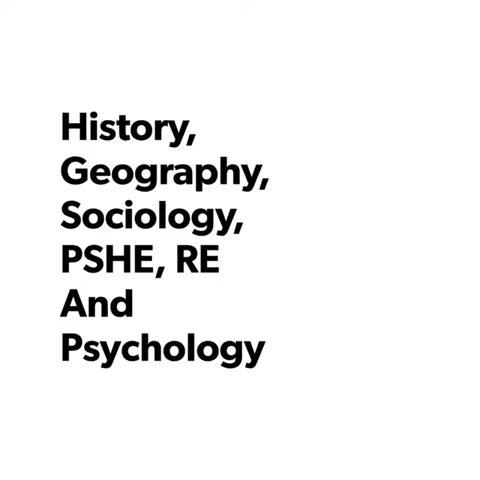 History,
Geography,
Sociology,
PSHE, RE
And
Psychology